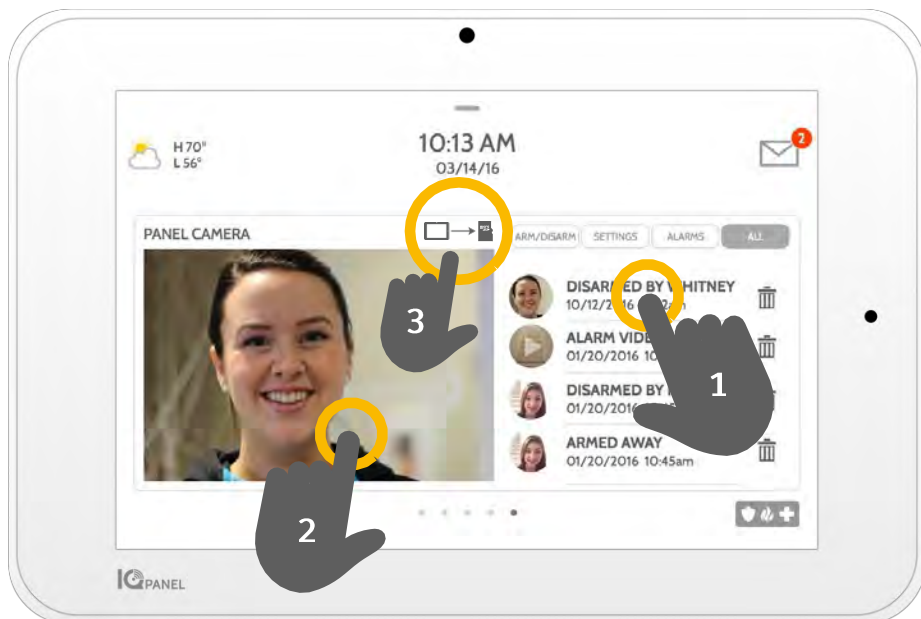 H 70°
L 56°
10:13 AM
03/14/16
2
PANEL CAMERA
ARM/DISARM
SETTINGS
ALARMS
ALL
DISARMED BY WHITNEY
10/12/2016
ALARM
01/20/2016
DISARMED BY
01/20/2016
ARMED AWAY
01/20/2016 10:45am
1
2
3
IQ PANEL